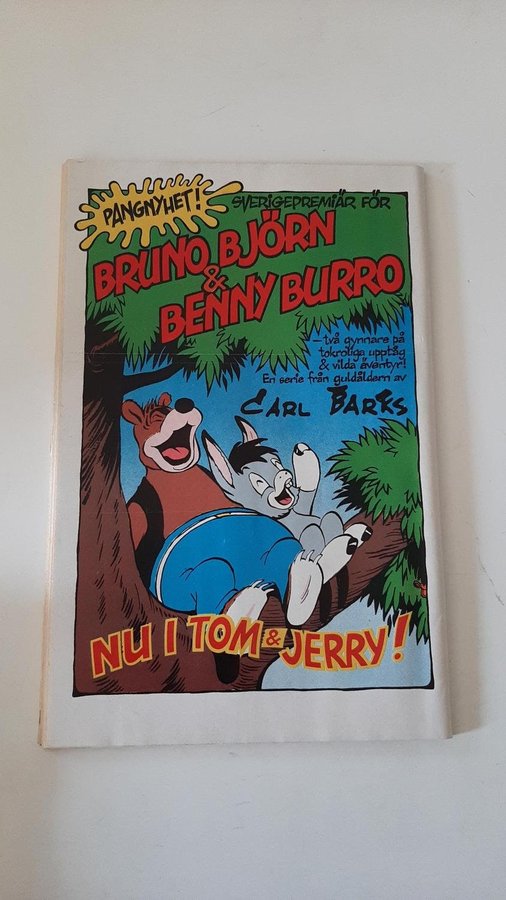 PANGNYHET!
SVERIGEPREMIÄR FÖR
BRUNO BJÖRN
&
BENNY BURRO
—två gynnare på
tokroliga upptåg
& vilda äventyr!
En serie från guldåldern av
CARL BARKS
NU I TOM & JERRY!